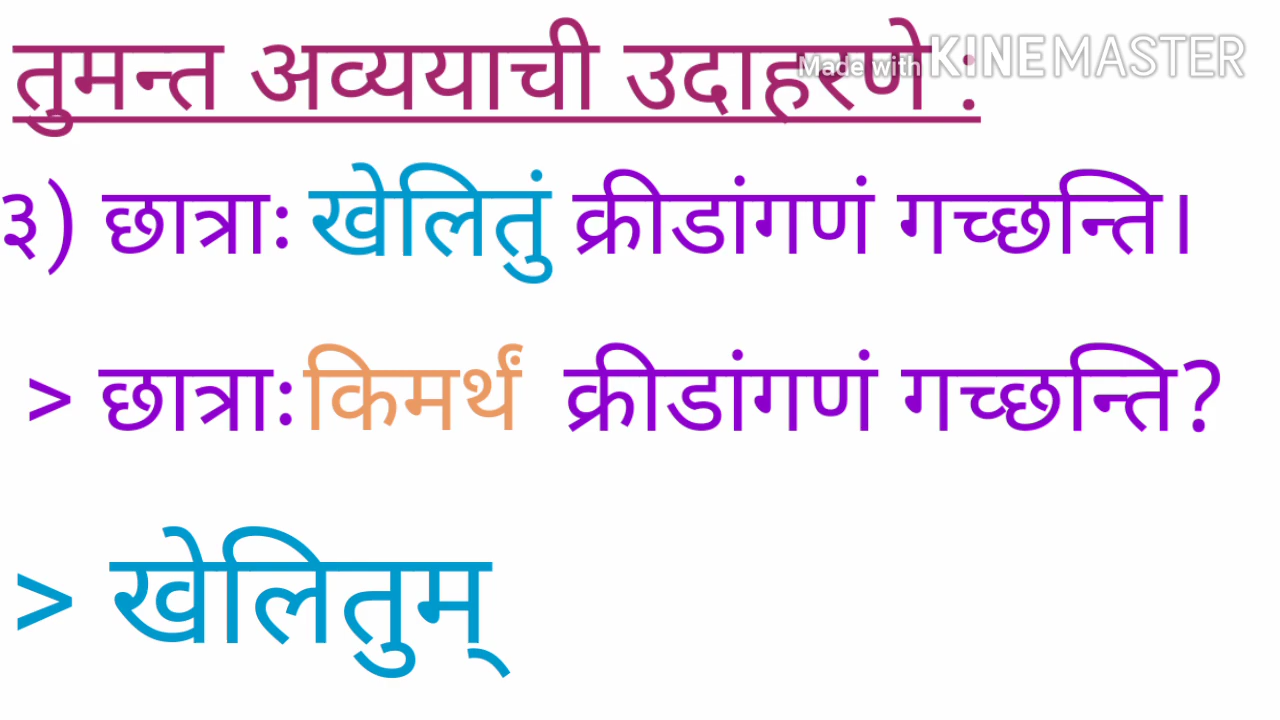 तुमन्त अव्ययाची उदाहरणे :
Made with KINEMASTER
३) छात्राः खेलितुं क्रीडांगणं गच्छन्ति।
> छात्राः किमर्थं क्रीडांगणं गच्छन्ति?
> खेलितुम्